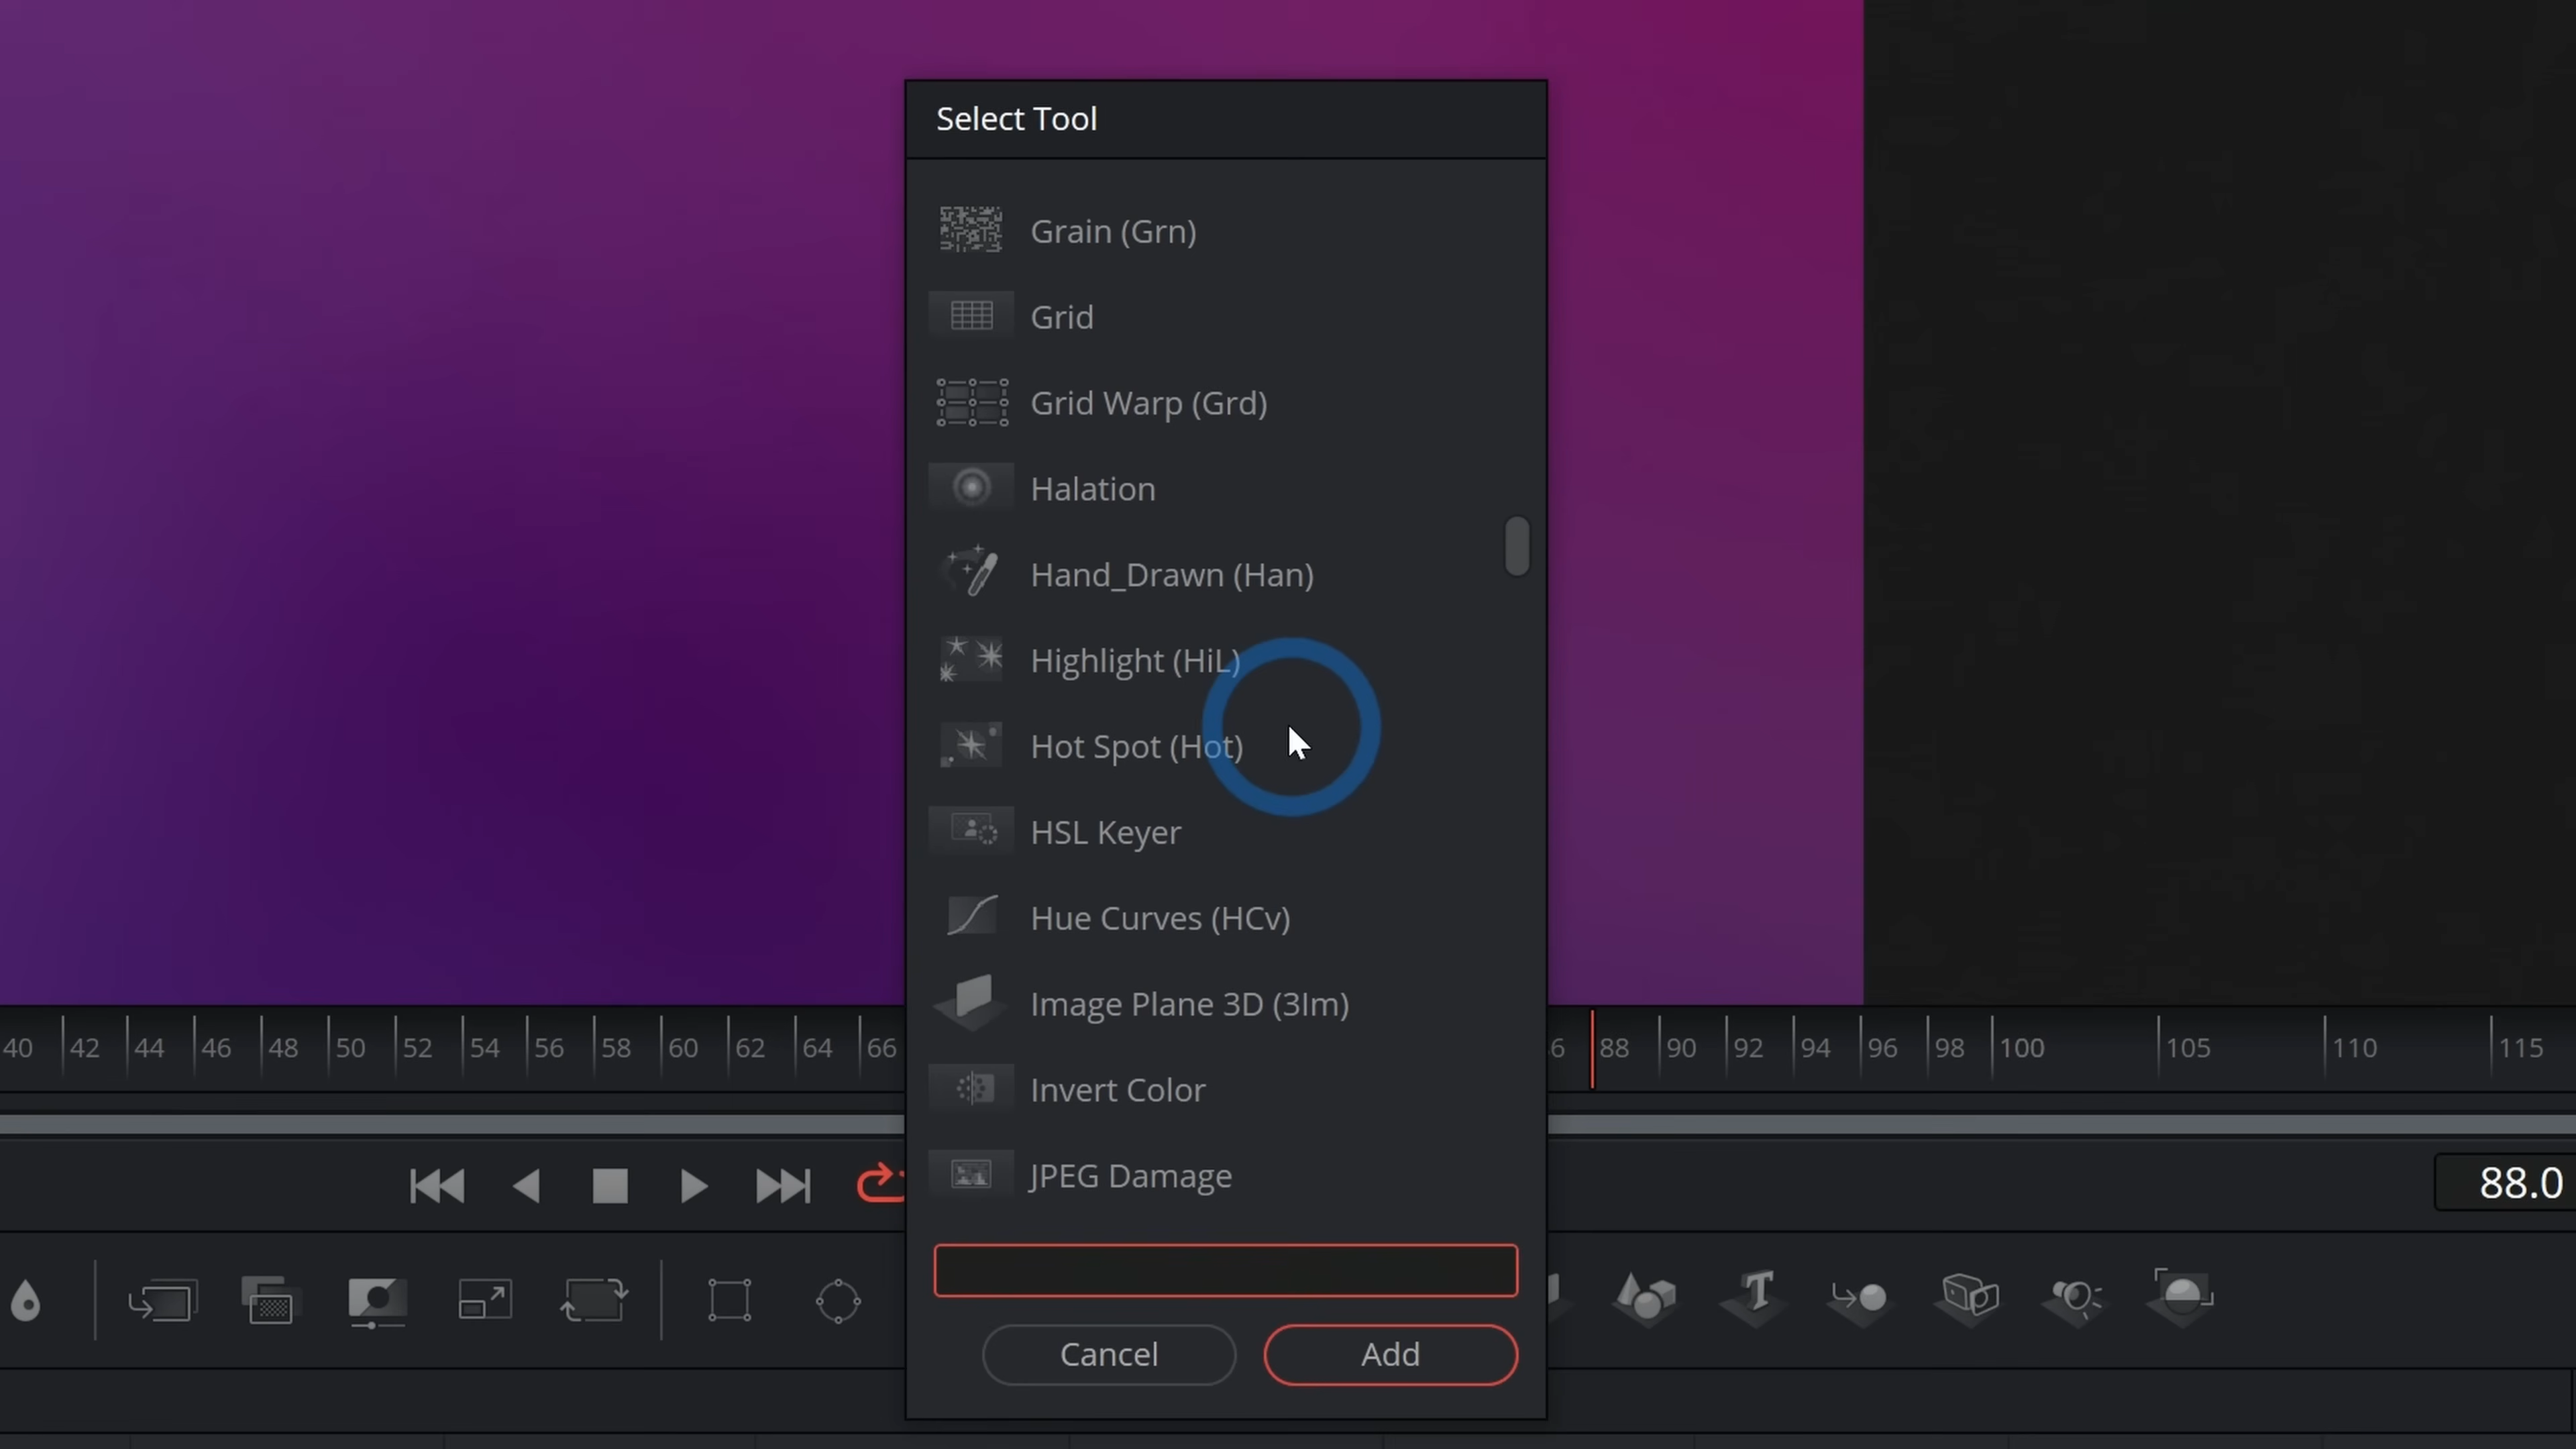 Select Tool
Grain (Grn)
Grid
Grid Warp (Grd)
Halation
Hand_Drawn (Han)
Highlight (HiL)
Hot Spot (Hot)
HSL Keyer
Hue Curves (HCv)
Image Plane 3D (3Im)
Invert Color
JPEG Damage
40 42 44 46 48 50 52 54 56 58 60 62 64 66 88 90 92 94 96 98 100 105 110 115
88.0
Cancel Add